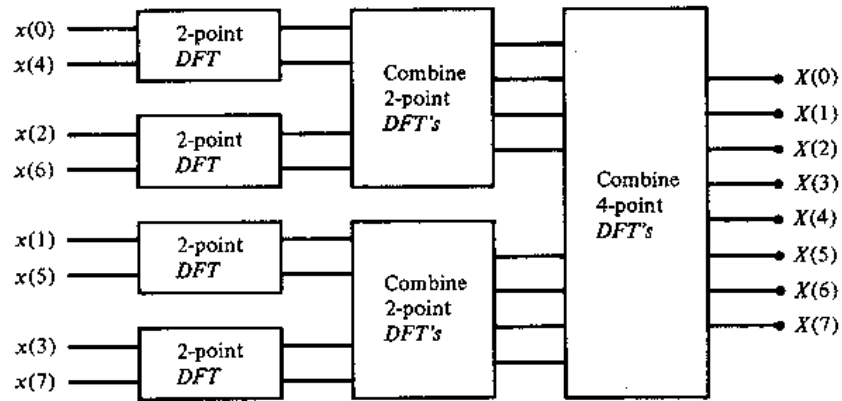 x(0)
x(4)
2-point
DFT
x(2)
x(6)
2-point
DFT
x(1)
x(5)
2-point
DFT
x(3)
x(7)
2-point
DFT
Combine
2-point
DFT's
Combine
2-point
DFT's
Combine
4-point
DFT's
X(0)
X(1)
X(2)
X(3)
X(4)
X(5)
X(6)
X(7)